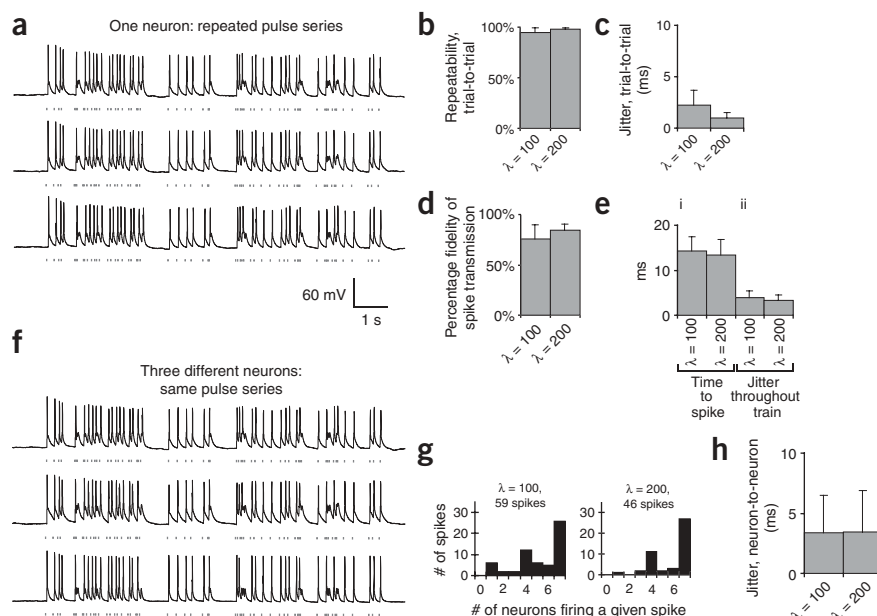 a
One neuron: repeated pulse series
60 mV
1 s
b
Repeatability,
trial-to-trial
100%
50%
0%
λ = 100
λ = 200
c
Jitter, trial-to-trial
(ms)
10
5
0
λ = 100
λ = 200
d
Percentage fidelity of
spike transmission
100%
50%
0%
λ = 100
λ = 200
e
i
ii
ms
20
10
0
λ = 100
λ = 200
λ = 100
λ = 200
Time
to
spike
Jitter
throughout
train
f
Three different neurons:
same pulse series
g
# of spikes
λ = 100,
59 spikes
30
20
10
0
0 2 4 6
λ = 200,
46 spikes
30
20
10
0
0 2 4 6
# of neurons firing a given spike
h
Jitter, neuron-to-neuron
(ms)
10
5
0
λ = 100
λ = 200